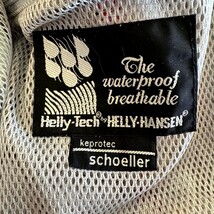 The
waterproof
breathable
Helly-Tech® HELLY-HANSEN®
keprotec
schoeller